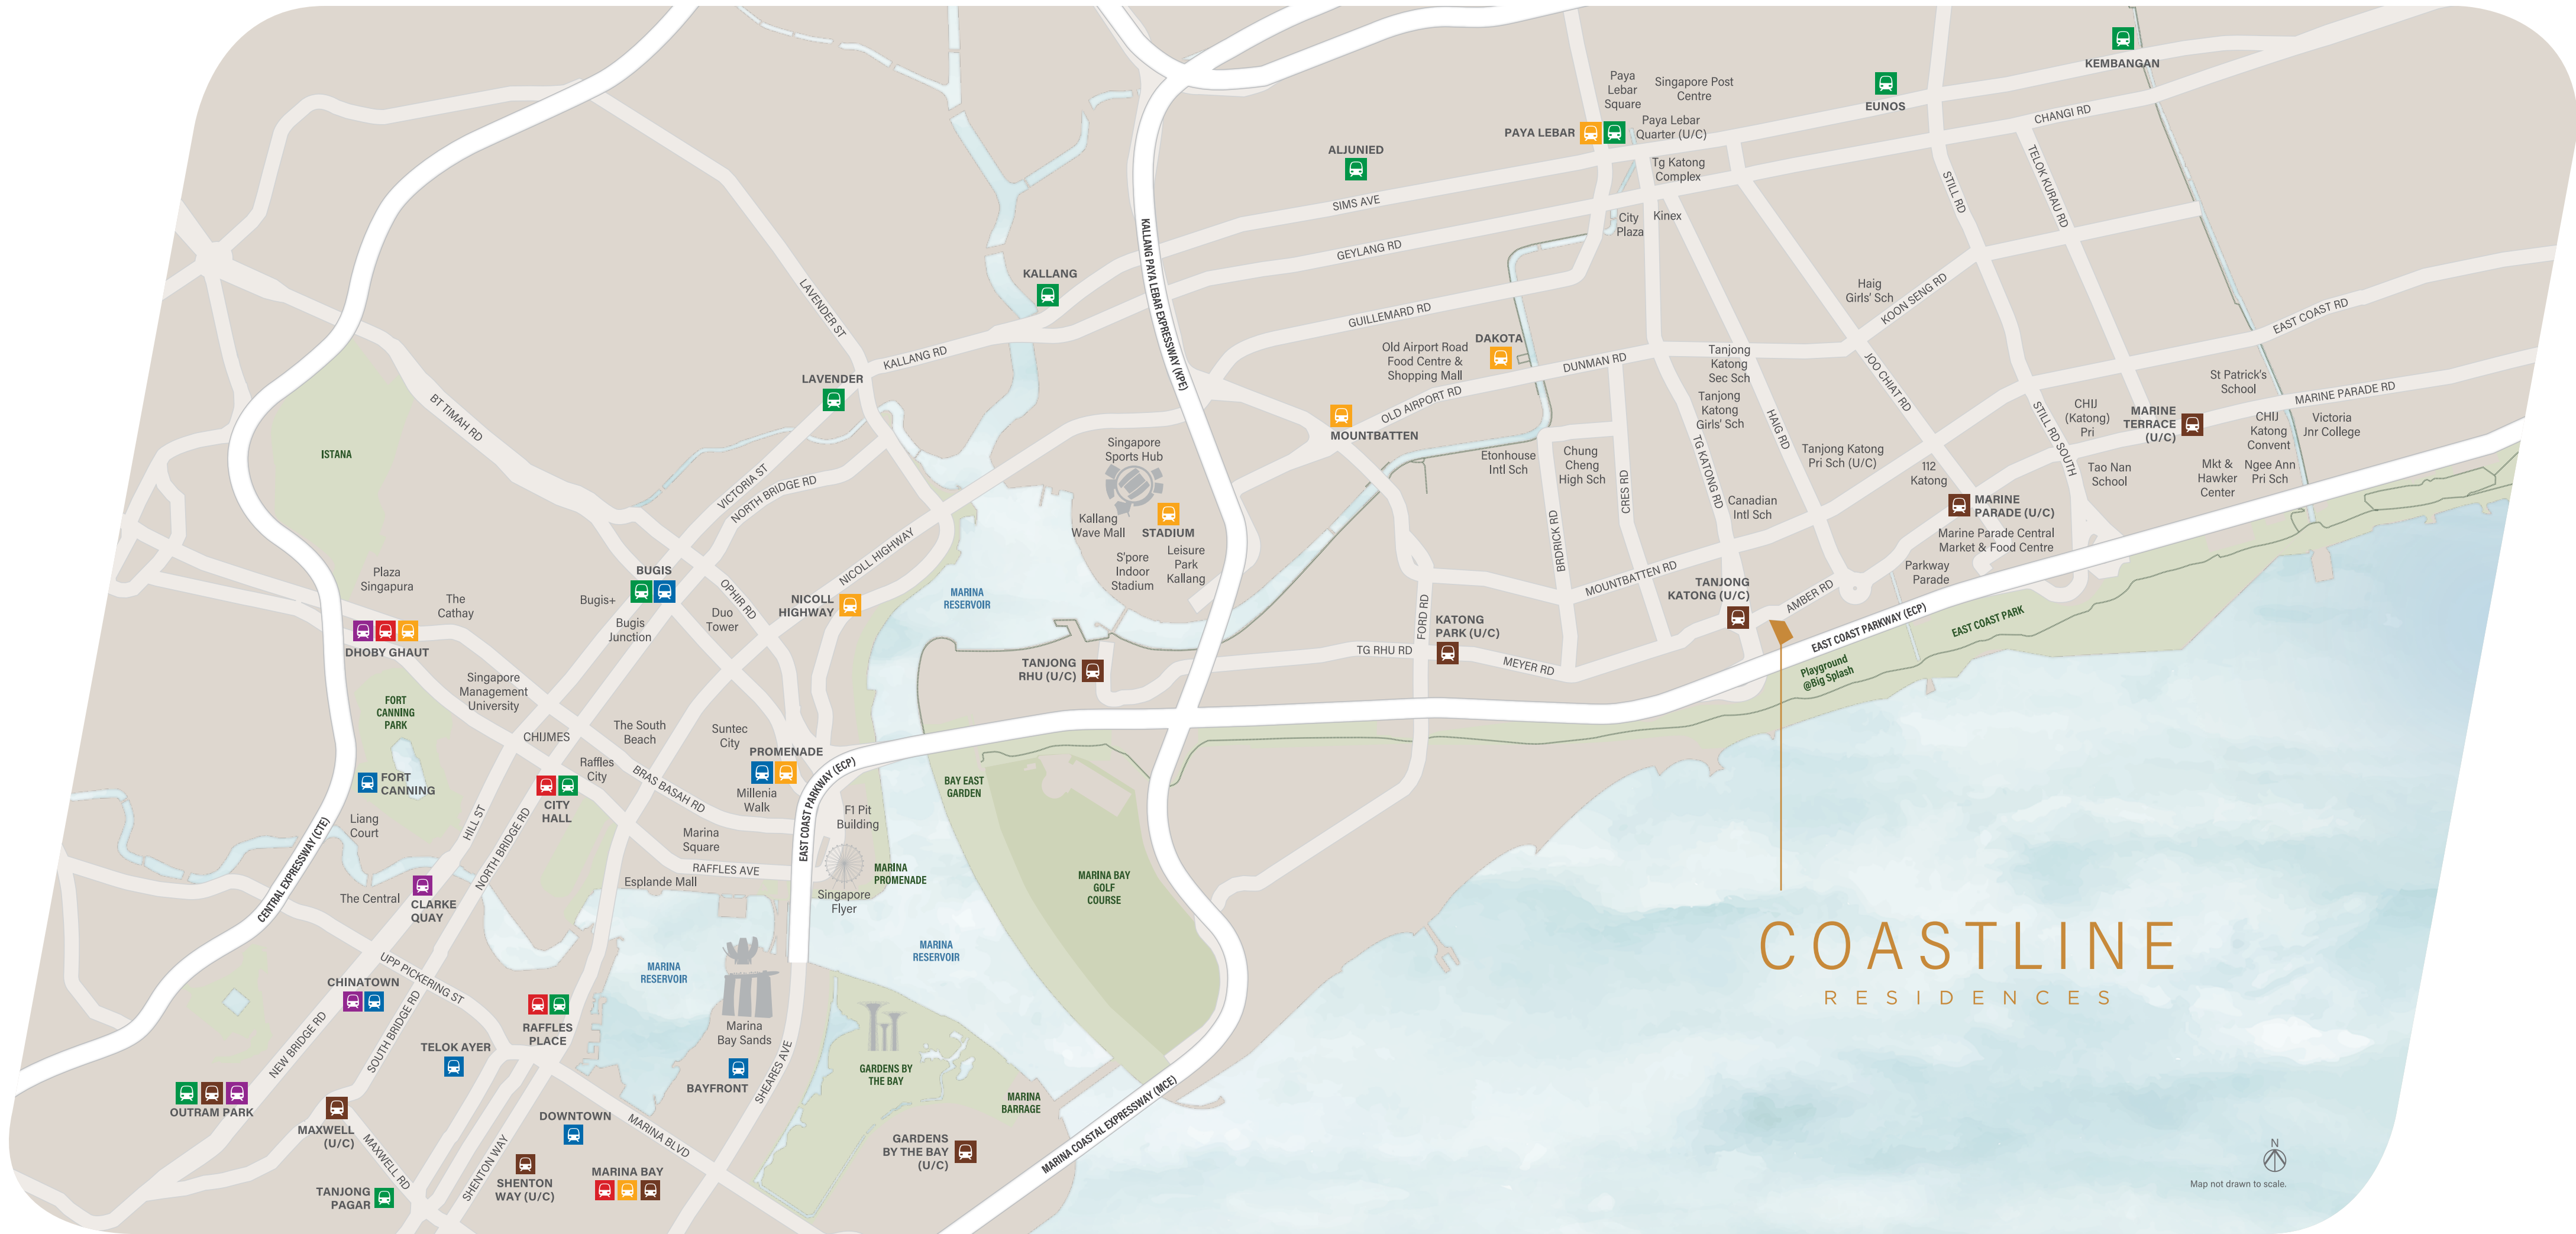 KEMBANGAN
EUNOS
CHANGI RD
Paya
Lebar
Square
Singapore Post
Centre
PAYA LEBAR
Paya Lebar
Quarter (U/C)
ALJUNIED
Tg Katong
Complex
SIMS AVE
STILL RD
TELOK KURAU RD
City
Plaza
Kinex
GEYLANG RD
KALLANG PAYA LEBAR EXPRESSWAY (KPE)
KALLANG
LAVENDER ST
Haig
Girls' Sch
KOON SENG RD
EAST COAST RD
GUILLEMARD RD
DAKOTA
Old Airport Road
Food Centre &
Shopping Mall
DUNMAN RD
KALLANG RD
LAVENDER
Tanjong
Katong
Sec Sch
JOO CHIAT RD
St Patrick's
School
MARINE PARADE RD
OLD AIRPORT RD
Tanjong
Katong
Girls' Sch
HAIG RD
STILL RD SOUTH
CHIJ
(Katong)
Pri
MARINE
TERRACE
(U/C)
CHIJ
Katong
Convent
Victoria
Jnr College
BT TIMAH RD
MOUNTBATTEN
ISTANA
Singapore
Sports Hub
Etonhouse
Intl Sch
Chung
Cheng
High Sch
TG KATONG RD
Tanjong Katong
Pri Sch (U/C)
112
Katong
Tao Nan
School
Mkt &
Hawker
Center
Ngee Ann
Pri Sch
VICTORIA ST
NORTH BRIDGE RD
CRES RD
BRDRICK RD
Canadian
Intl Sch
MARINE
PARADE (U/C)
Kallang
Wave Mall
STADIUM
Marine Parade Central
Market & Food Centre
NICOLL HIGHWAY
S'pore
Indoor
Stadium
Leisure
Park
Kallang
Parkway
Parade
Plaza
Singapura
BUGIS
The
Cathay
Bugis+
OPHIR RD
Duo
Tower
NICOLL
HIGHWAY
MARINA
RESERVOIR
MOUNTBATTEN RD
TANJONG
KATONG (U/C)
AMBER RD
Bugis
Junction
FORD RD
KATONG
PARK (U/C)
EAST COAST PARKWAY (ECP)
EAST COAST PARK
DHOBY GHAUT
TG RHU RD
MEYER RD
TANJONG
RHU (U/C)
Playground
@Big Splash
Singapore
Management
University
FORT
CANNING
PARK
CHIJMES
The South
Beach
Suntec
City
PROMENADE
Raffles
City
BRAS BASAH RD
Millenia
Walk
EAST COAST PARKWAY (ECP)
BAY EAST
GARDEN
FORT
CANNING
CITY
HALL
F1 Pit
Building
HILL ST
NORTH BRIDGE RD
Liang
Court
Marina
Square
CENTRAL EXPRESSWAY (CTE)
RAFFLES AVE
MARINA
PROMENADE
MARINA BAY
GOLF
COURSE
Esplande Mall
The Central
CLARKE
QUAY
Singapore
Flyer
COASTLINE
RESIDENCES
MARINA
RESERVOIR
MARINA
RESERVOIR
UPP PICKERING ST
CHINATOWN
NEW BRIDGE RD
SOUTH BRIDGE RD
RAFFLES
PLACE
Marina
Bay Sands
TELOK AYER
BAYFRONT
SHEARES AVE
GARDENS BY
THE BAY
MARINA
BARRAGE
OUTRAM PARK
MAXWELL
(U/C)
DOWNTOWN
MARINA BLVD
GARDENS
BY THE BAY
(U/C)
MARINA COASTAL EXPRESSWAY (MCE)
MAXWELL RD
SHENTON WAY
SHENTON
WAY (U/C)
MARINA BAY
TANJONG
PAGAR
N
Map not drawn to scale.